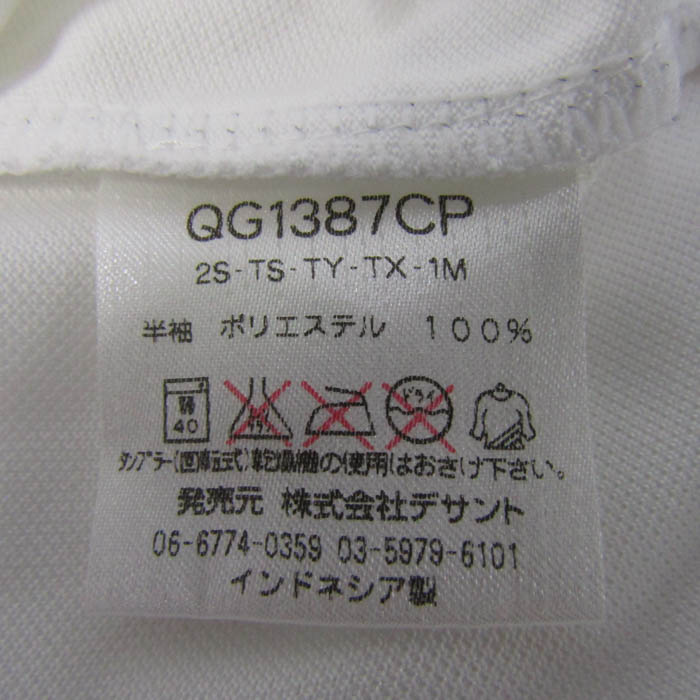 QG1387CP
2S-TS-TY-TX-1M
半袖 ポリエステル 100%
40 ドライ
タンブラー(回転式)乾燥機の使用はおさけ下さい。
発売元 株式会社デサント
06-6774-0359 03-5979-6101
インドネシア製